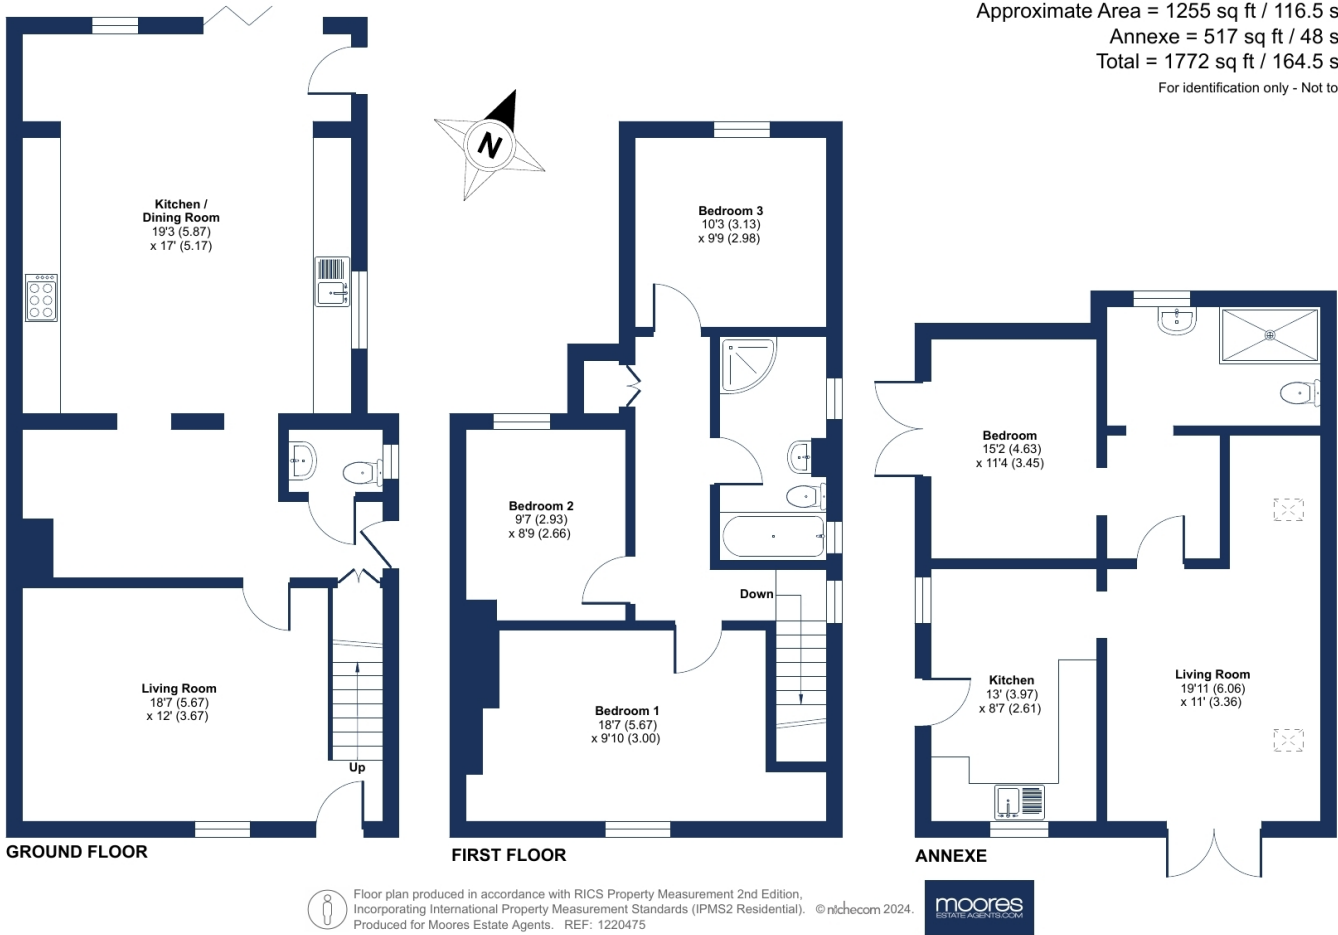 Approximate Area = 1255 sq ft / 116.5 s
Annexe = 517 sq ft / 48 s
Total = 1772 sq ft / 164.5 s
For identification only - Not to
N
Kitchen /
Dining Room
19'3 (5.87)
x 17' (5.17)
Living Room
18'7 (5.67)
x 12' (3.67)
Up
GROUND FLOOR
Bedroom 3
10'3 (3.13)
x 9'9 (2.98)
Bedroom 2
9'7 (2.93)
x 8'9 (2.66)
Down
Bedroom 1
18'7 (5.67)
x 9'10 (3.00)
FIRST FLOOR
Bedroom
15'2 (4.63)
x 11'4 (3.45)
Kitchen
13' (3.97)
x 8'7 (2.61)
Living Room
19'11 (6.06)
x 11' (3.36)
ANNEXE
Floor plan produced in accordance with RICS Property Measurement 2nd Edition,
Incorporating International Property Measurement Standards (IPMS2 Residential). © nichecom 2024.
Produced for Moores Estate Agents. REF: 1220475
moores
ESTATE AGENTS.COM